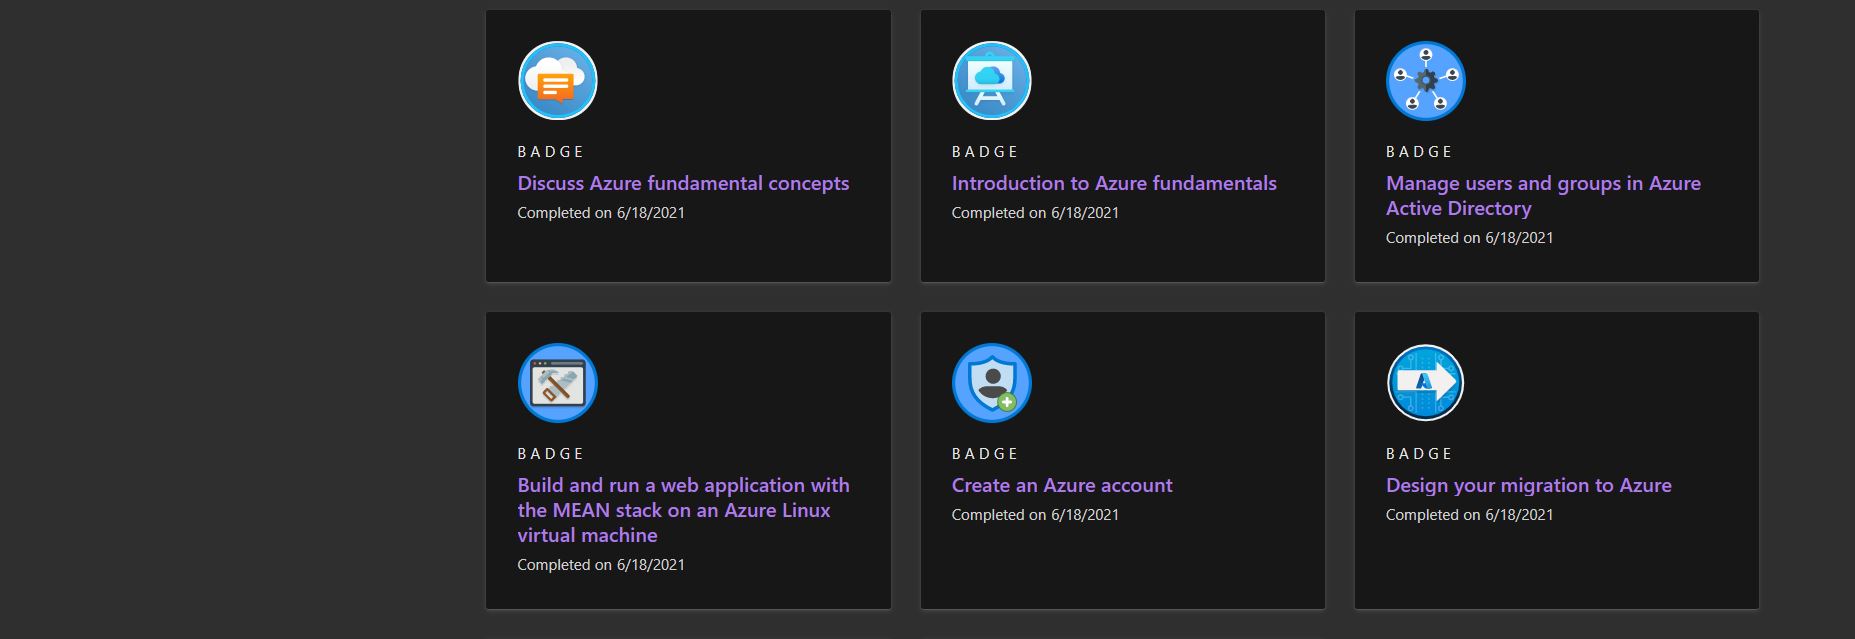 BADGE
Discuss Azure fundamental concepts
Completed on 6/18/2021
BADGE
Introduction to Azure fundamentals
Completed on 6/18/2021
BADGE
Manage users and groups in Azure
Active Directory
Completed on 6/18/2021
BADGE
Build and run a web application with
the MEAN stack on an Azure Linux
virtual machine
Completed on 6/18/2021
BADGE
Create an Azure account
Completed on 6/18/2021
BADGE
Design your migration to Azure
Completed on 6/18/2021